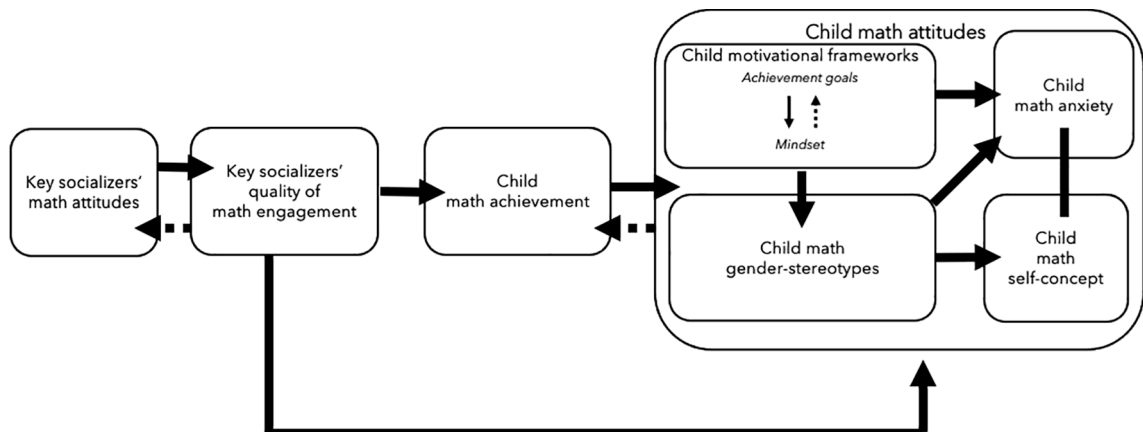 Child math attitudes
Child motivational frameworks
Achievement goals
Mindset
Child
math anxiety
Key socializers'
math attitudes
Key socializers'
quality of
math engagement
Child
math achievement
Child math
gender-stereotypes
Child
math
self-concept